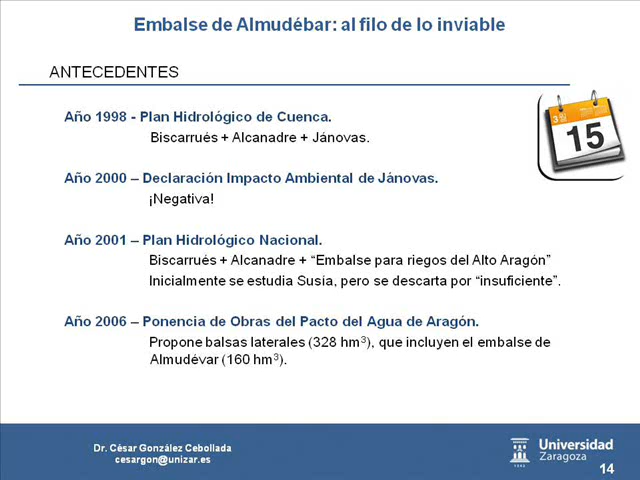 Embalse de Almudébar: al filo de lo inviable
ANTECEDENTES
Año 1998 - Plan Hidrológico de Cuenca.
Biscarrués + Alcanadre + Jánovas.
Año 2000 – Declaración Impacto Ambiental de Jánovas.
¡Negativa!
Año 2001 – Plan Hidrológico Nacional.
Biscarrués + Alcanadre + “Embalse para riegos del Alto Aragón”
Inicialmente se estudía Susía, pero se descarta por “insuficiente”.
Año 2006 – Ponencia de Obras del Pacto del Agua de Aragón.
Propone balsas laterales (328 hm³), que incluyen el embalse de
Almudévar (160 hm³).
15
Dr. César González Cebollada
cesargon@unizar.es
Universidad
Zaragoza
1542
14